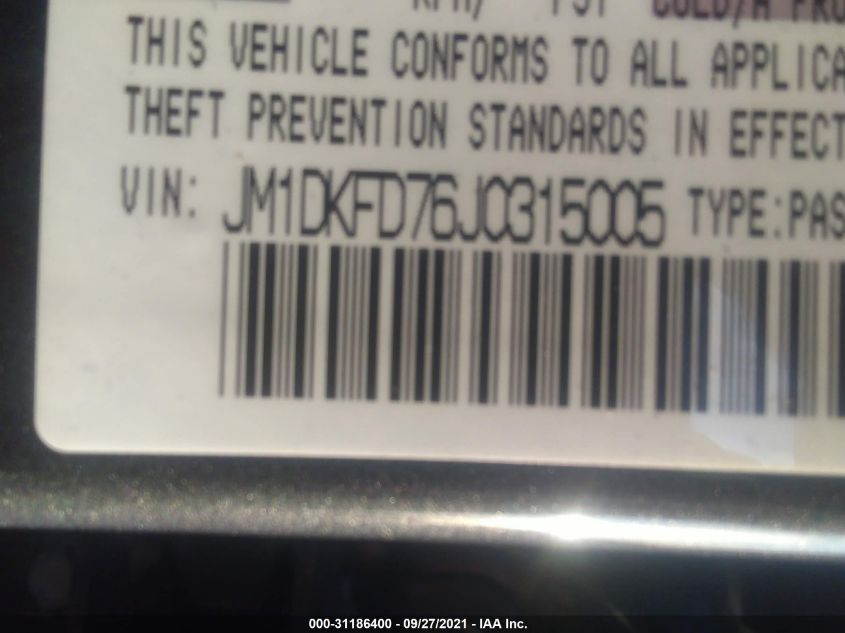 THIS VEHICLE CONFORMS TO ALL APPLICA
THEFT PREVENTION STANDARDS IN EFFECT
VIN: JM1DKFD76J0315005 TYPE:PAS
000-31186400 - 09/27/2021 - IAA Inc.